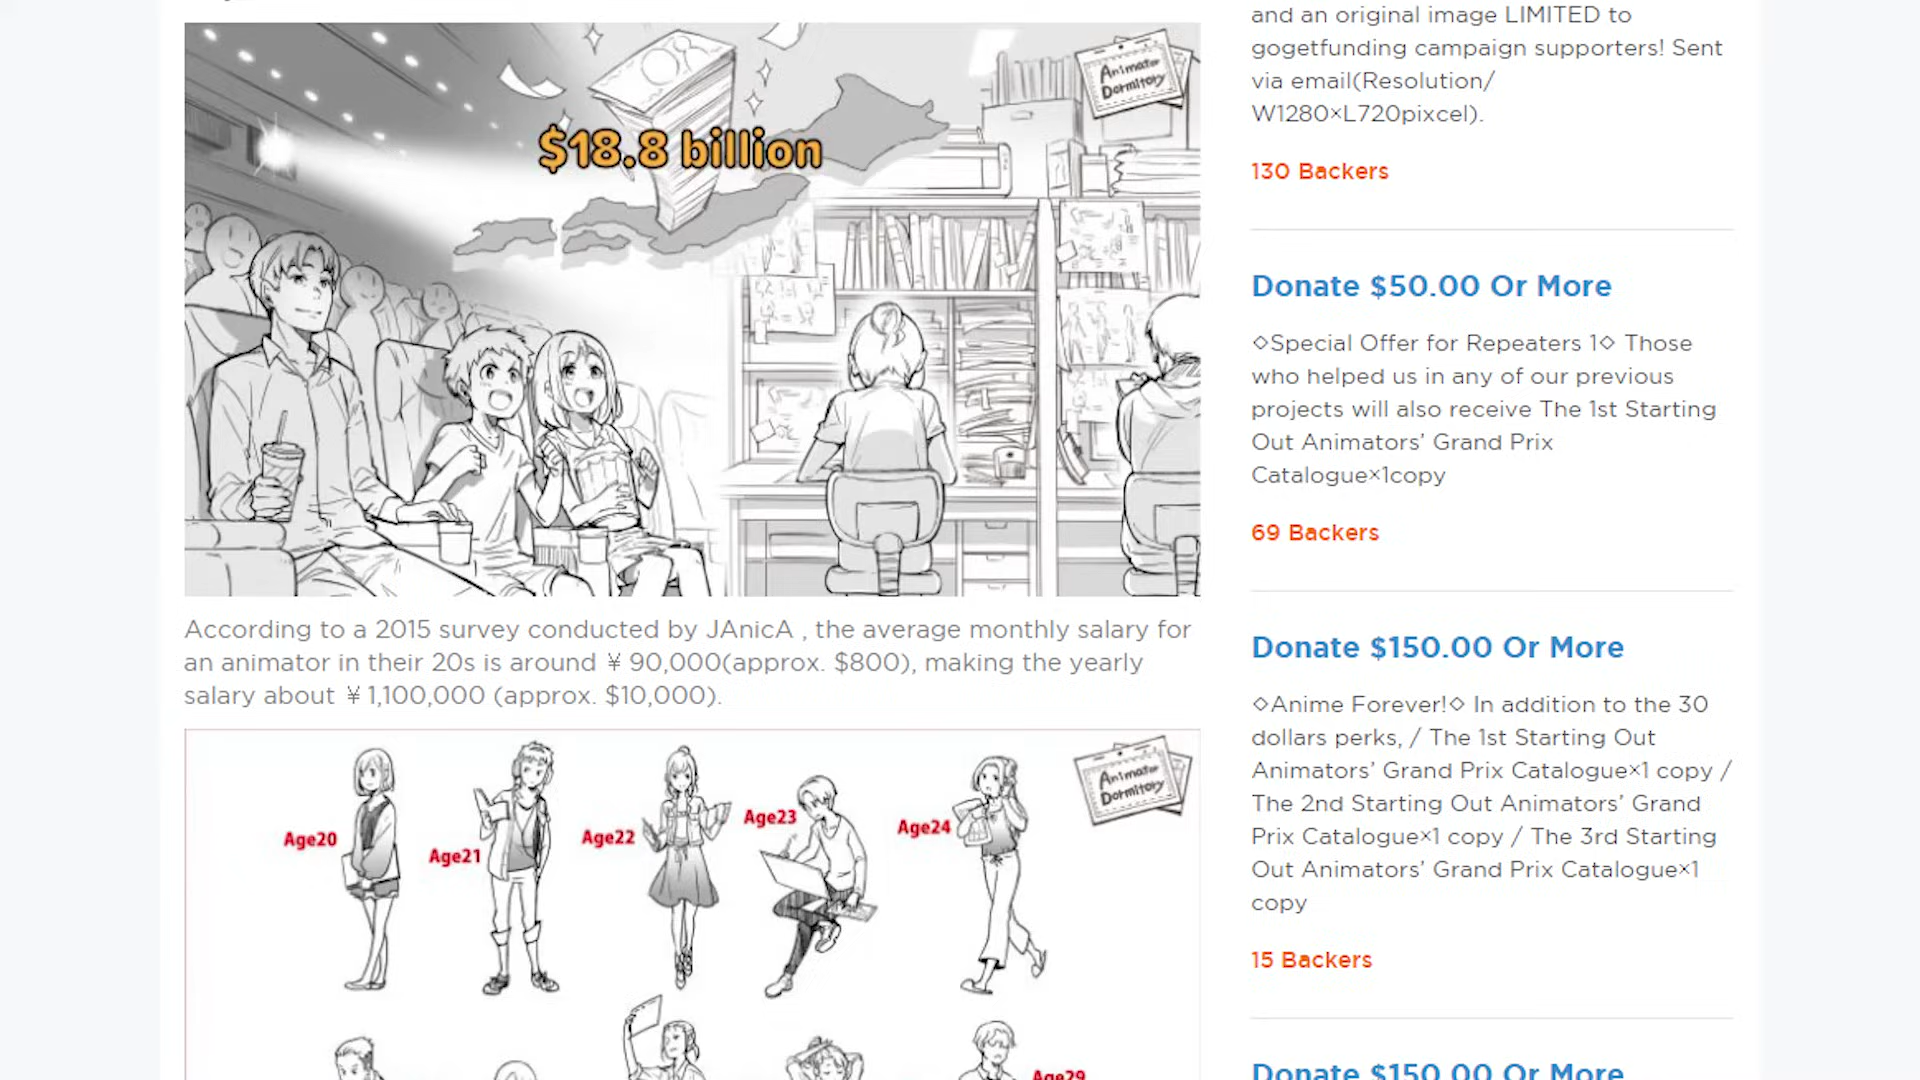 Animator
Dormitory
$18.8 billion
According to a 2015 survey conducted by JAnicA , the average monthly salary for
an animator in their 20s is around ¥ 90,000(approx. $800), making the yearly
salary about ¥ 1,100,000 (approx. $10,000).
Animator
Dormitory
Age20
Age21
Age22
Age23
Age24
Age29
and an original image LIMITED to
gogetfunding campaign supporters! Sent
via email(Resolution/
W1280×L720pixcel).
130 Backers
Donate $50.00 Or More
◇Special Offer for Repeaters 1◇ Those
who helped us in any of our previous
projects will also receive The 1st Starting
Out Animators’ Grand Prix
Catalogue×1copy
69 Backers
Donate $150.00 Or More
◇Anime Forever!◇ In addition to the 30
dollars perks, / The 1st Starting Out
Animators’ Grand Prix Catalogue×1 copy /
The 2nd Starting Out Animators’ Grand
Prix Catalogue×1 copy / The 3rd Starting
Out Animators’ Grand Prix Catalogue×1
copy
15 Backers
Donate $150.00 Or More